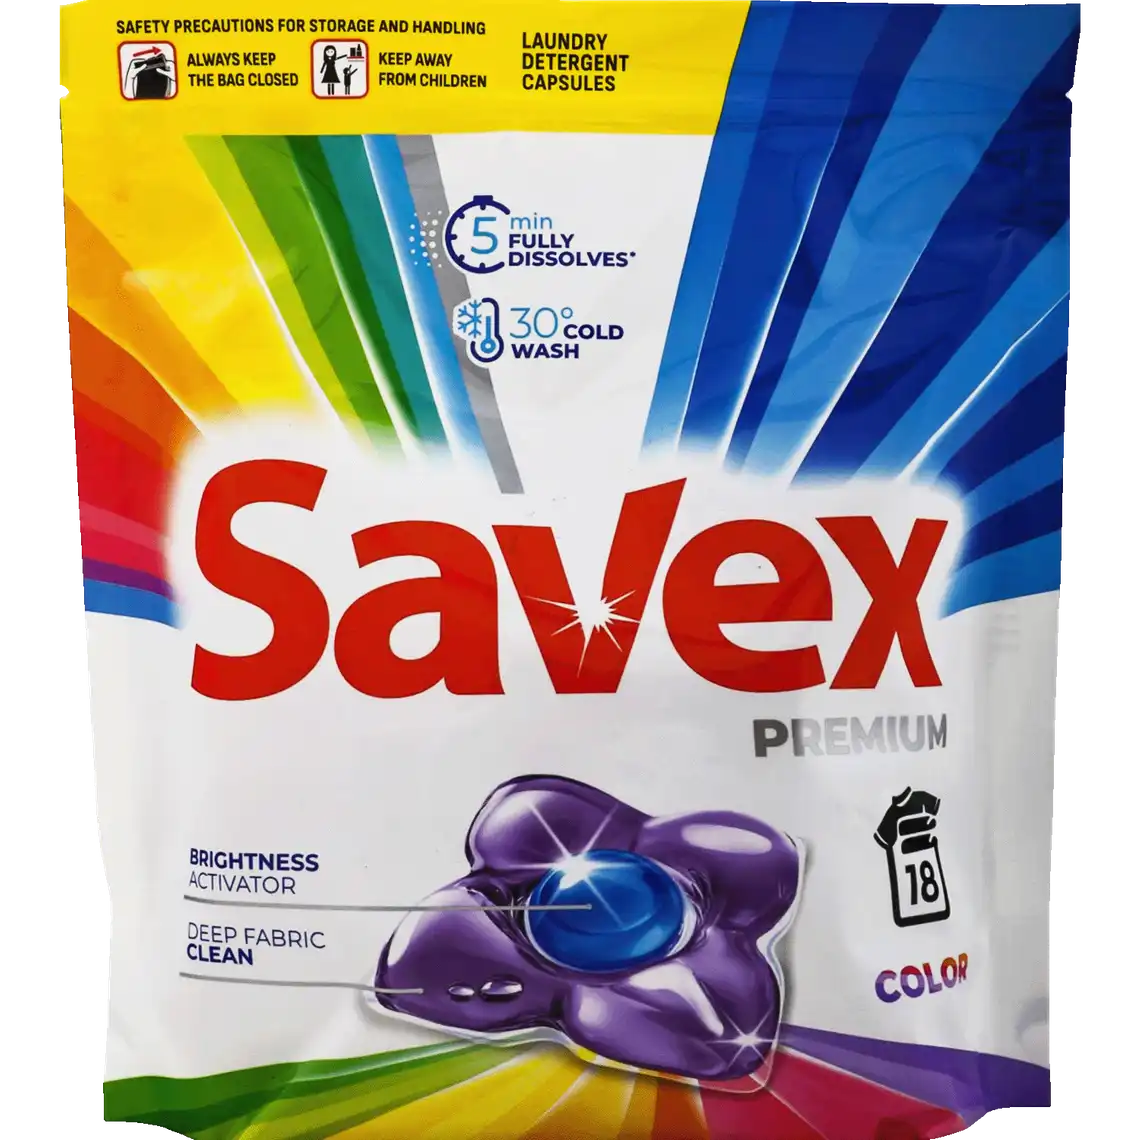 SAFETY PRECAUTIONS FOR STORAGE AND HANDLING
ALWAYS KEEP
THE BAG CLOSED
KEEP AWAY
FROM CHILDREN
LAUNDRY
DETERGENT
CAPSULES
5 min
FULLY
DISSOLVES*
30° COLD
WASH
Savex
PREMIUM
BRIGHTNESS
ACTIVATOR
DEEP FABRIC
CLEAN
18
COLOR